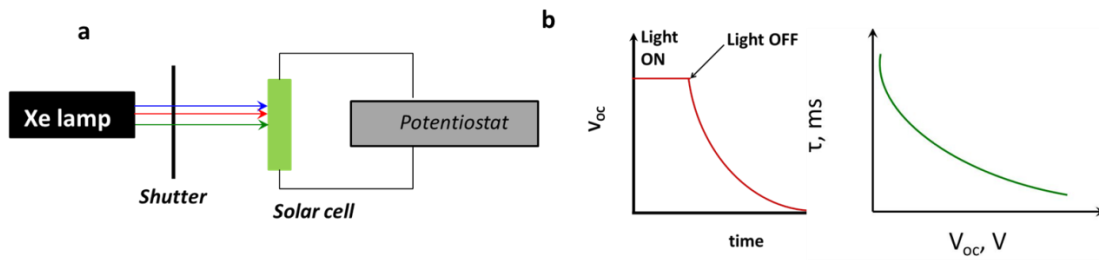 a
Xe lamp
Shutter
Solar cell
Potentiostat
b
Light
ON
Light OFF
Voc
time
τ, ms
Voc, V